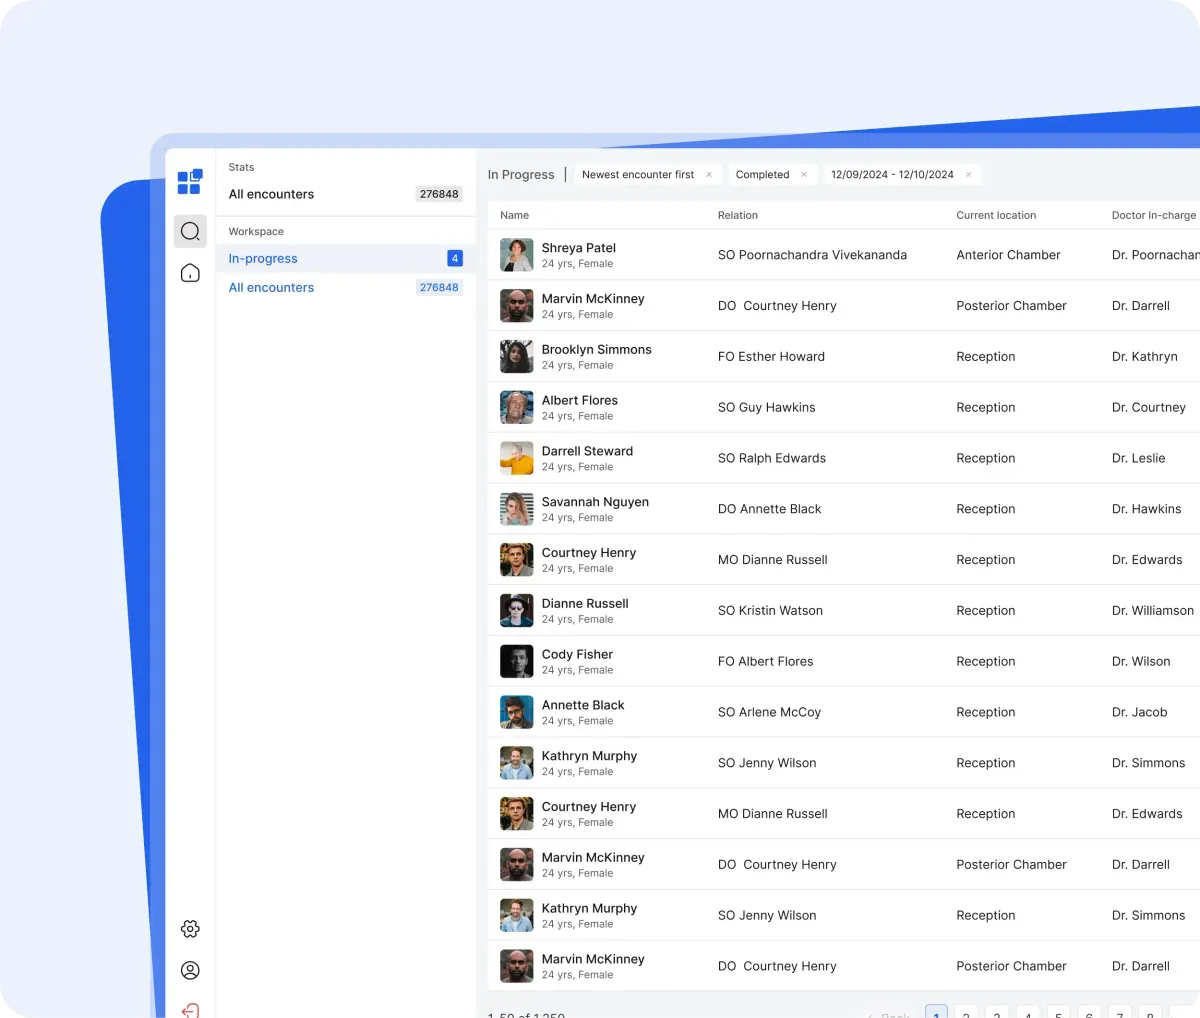 Stats
All encounters 276848
Workspace
In-progress 4
All encounters 276848
In Progress | Newest encounter first × Completed × 12/09/2024 - 12/10/2024 ×
Name Relation Current location Doctor In-charge
Shreya Patel SO Poornachandra Vivekananda Anterior Chamber Dr. Poornachan
24 yrs, Female
Marvin McKinney DO Courtney Henry Posterior Chamber Dr. Darrell
24 yrs, Female
Brooklyn Simmons FO Esther Howard Reception Dr. Kathryn
24 yrs, Female
Albert Flores SO Guy Hawkins Reception Dr. Courtney
24 yrs, Female
Darrell Steward SO Ralph Edwards Reception Dr. Leslie
24 yrs, Female
Savannah Nguyen DO Annette Black Reception Dr. Hawkins
24 yrs, Female
Courtney Henry MO Dianne Russell Reception Dr. Edwards
24 yrs, Female
Dianne Russell SO Kristin Watson Reception Dr. Williamson
24 yrs, Female
Cody Fisher FO Albert Flores Reception Dr. Wilson
24 yrs, Female
Annette Black SO Arlene McCoy Reception Dr. Jacob
24 yrs, Female
Kathryn Murphy SO Jenny Wilson Reception Dr. Simmons
24 yrs, Female
Courtney Henry MO Dianne Russell Reception Dr. Edwards
24 yrs, Female
Marvin McKinney DO Courtney Henry Posterior Chamber Dr. Darrell
24 yrs, Female
Kathryn Murphy SO Jenny Wilson Reception Dr. Simmons
24 yrs, Female
Marvin McKinney DO Courtney Henry Posterior Chamber Dr. Darrell
24 yrs, Female
1-50 of 1,250 Back 1 2 3 4 5 6 7 8